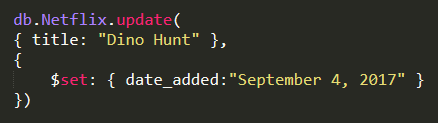 db.Netflix.update(
{ title: "Dino Hunt" },
{
    $set: { date_added:"September 4, 2017" }
})